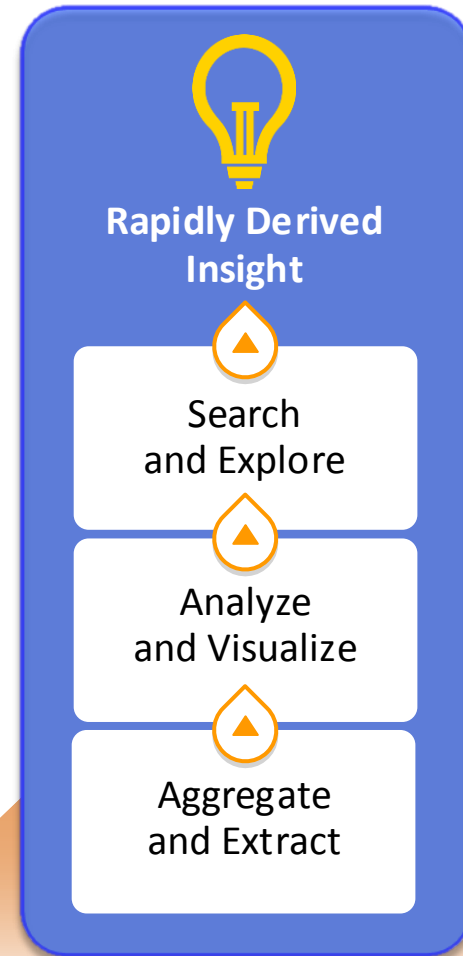 Rapidly Derived
Insight
Search
and Explore
Analyze
and Visualize
Aggregate
and Extract